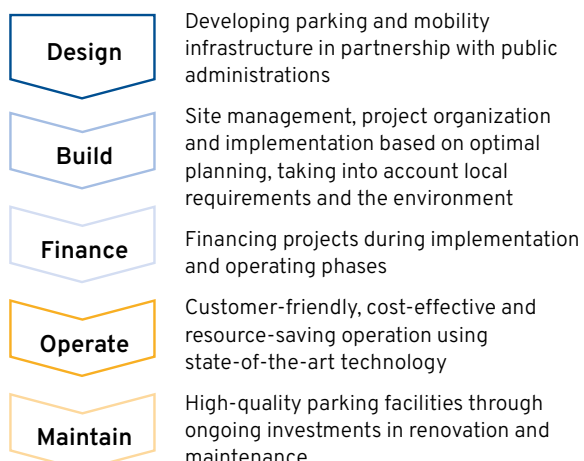 Design
Developing parking and mobility
infrastructure in partnership with public
administrations
Build
Site management, project organization
and implementation based on optimal
planning, taking into account local
requirements and the environment
Finance
Financing projects during implementation
and operating phases
Operate
Customer-friendly, cost-effective and
resource-saving operation using
state-of-the-art technology
Maintain
High-quality parking facilities through
ongoing investments in renovation and
maintenance